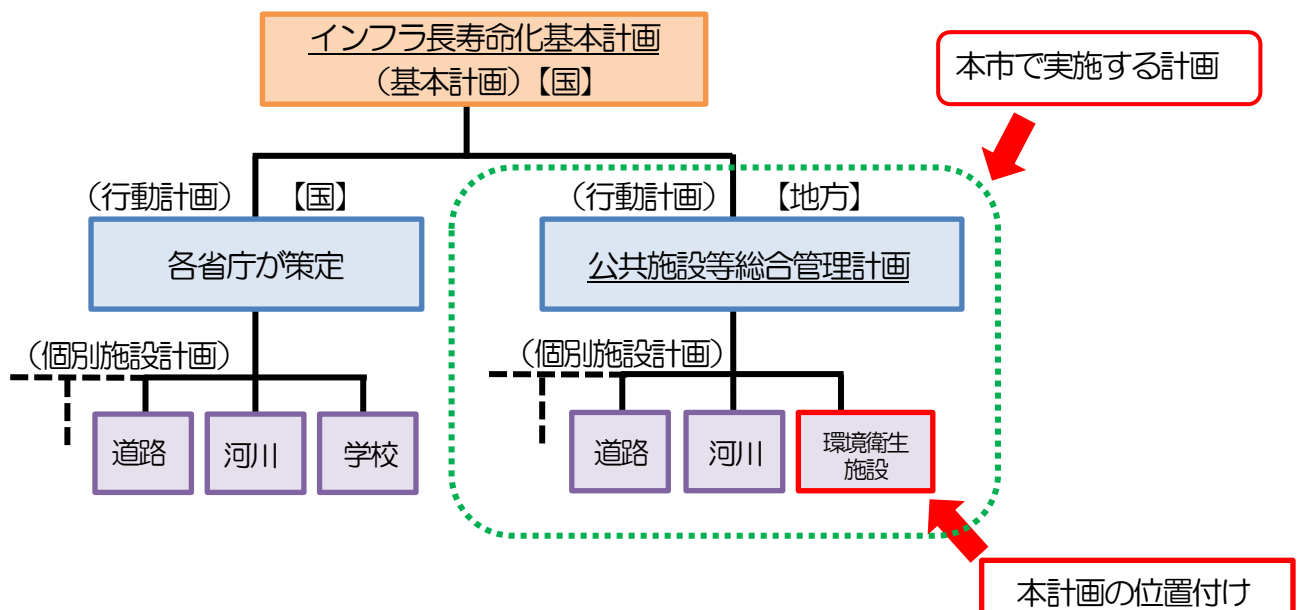 インフラ長寿命化基本計画
（基本計画）【国】
本市で実施する計画
（行動計画）　【国】
各省庁が策定
（行動計画）　【地方】
公共施設等総合管理計画
（個別施設計画）
道路
河川
学校
（個別施設計画）
道路
河川
環境衛生
施設
本計画の位置付け